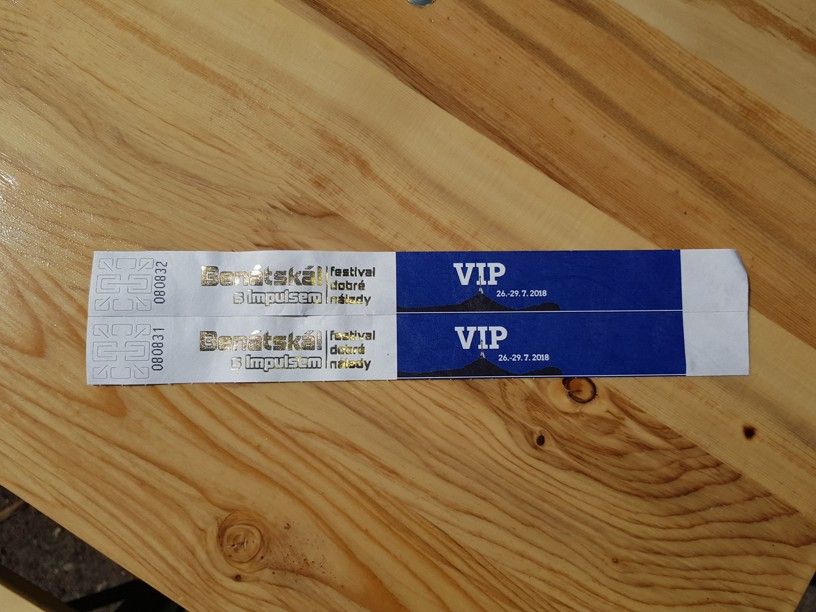 080832
Benátská!
s Impulsem
festival
dobré
nálady
VIP
26.-29. 7. 2018
080831
Benátská!
s Impulsem
festival
dobré
nálady
VIP
26.-29. 7. 2018